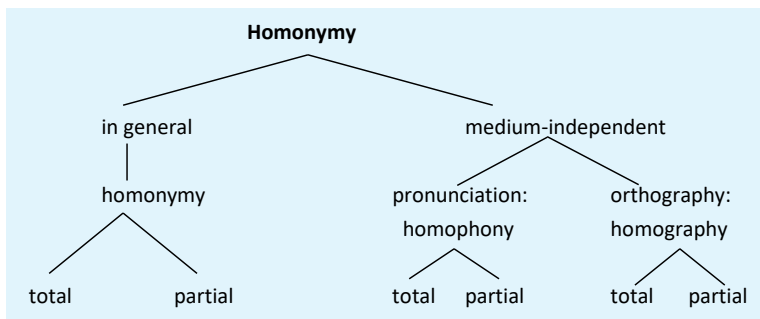 Homonymy
in general medium-independent
homonymy pronunciation: orthography:
homophony homography
total partial total partial total partial